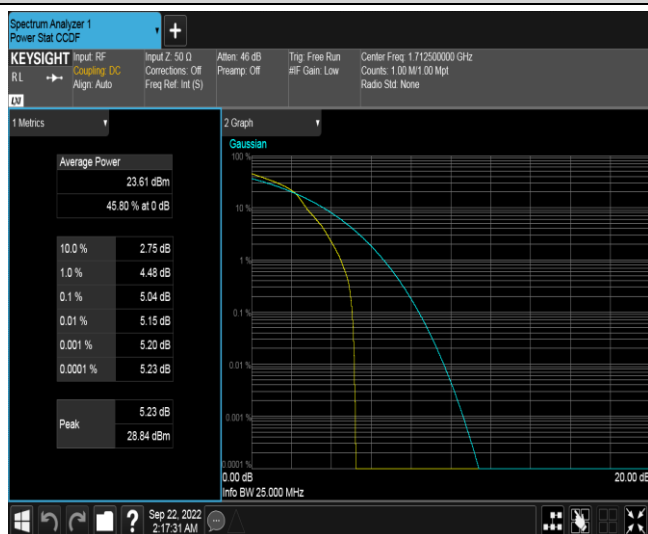 Spectrum Analyzer 1
Power Stat CCDF
+
KEYSIGHT
RL
LXI
Input: RF
Coupling: DC
Align: Auto
Input Z: 50 Ω
Corrections: Off
Freq Ref: Int (S)
Atten: 46 dB
Preamp: Off
Trig: Free Run
#IF Gain: Low
Center Freq: 1.712500000 GHz
Counts: 1.00 M/1.00 Mpt
Radio Std: None
1 Metrics
Average Power
23.61 dBm
45.80 % at 0 dB
10.0 % 2.75 dB
1.0 % 4.48 dB
0.1 % 5.04 dB
0.01 % 5.15 dB
0.001 % 5.20 dB
0.0001 % 5.23 dB
Peak
5.23 dB
28.84 dBm
2 Graph
Gaussian
100 %
10 %
1 %
0.1 %
0.01 %
0.001 %
0.0001 %
0.00 dB
20.00 dB
Info BW 25.000 MHz
?
Sep 22, 2022
2:17:31 AM